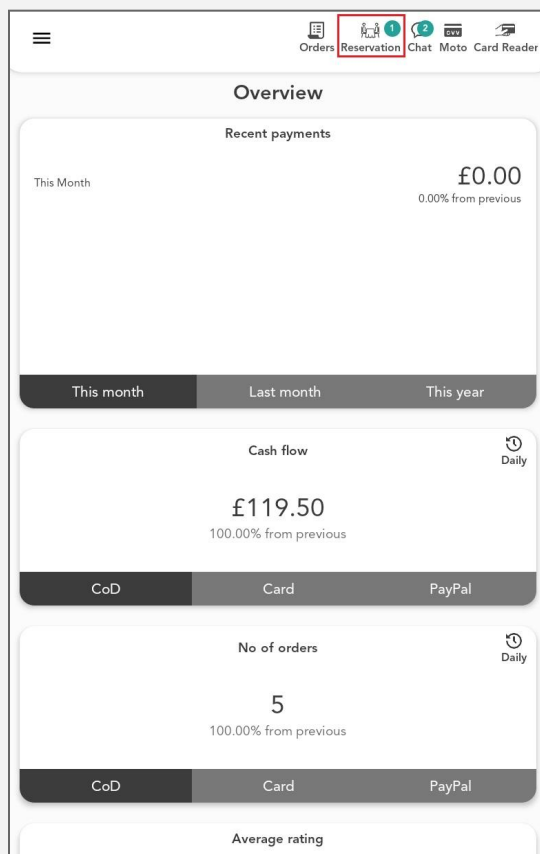 1 2 CVV
Orders Reservation Chat Moto Card Reader
Overview
Recent payments
This Month £0.00
0.00% from previous
This month Last month This year
Cash flow
Daily
£119.50
100.00% from previous
CoD Card PayPal
No of orders
Daily
5
100.00% from previous
CoD Card PayPal
Average rating